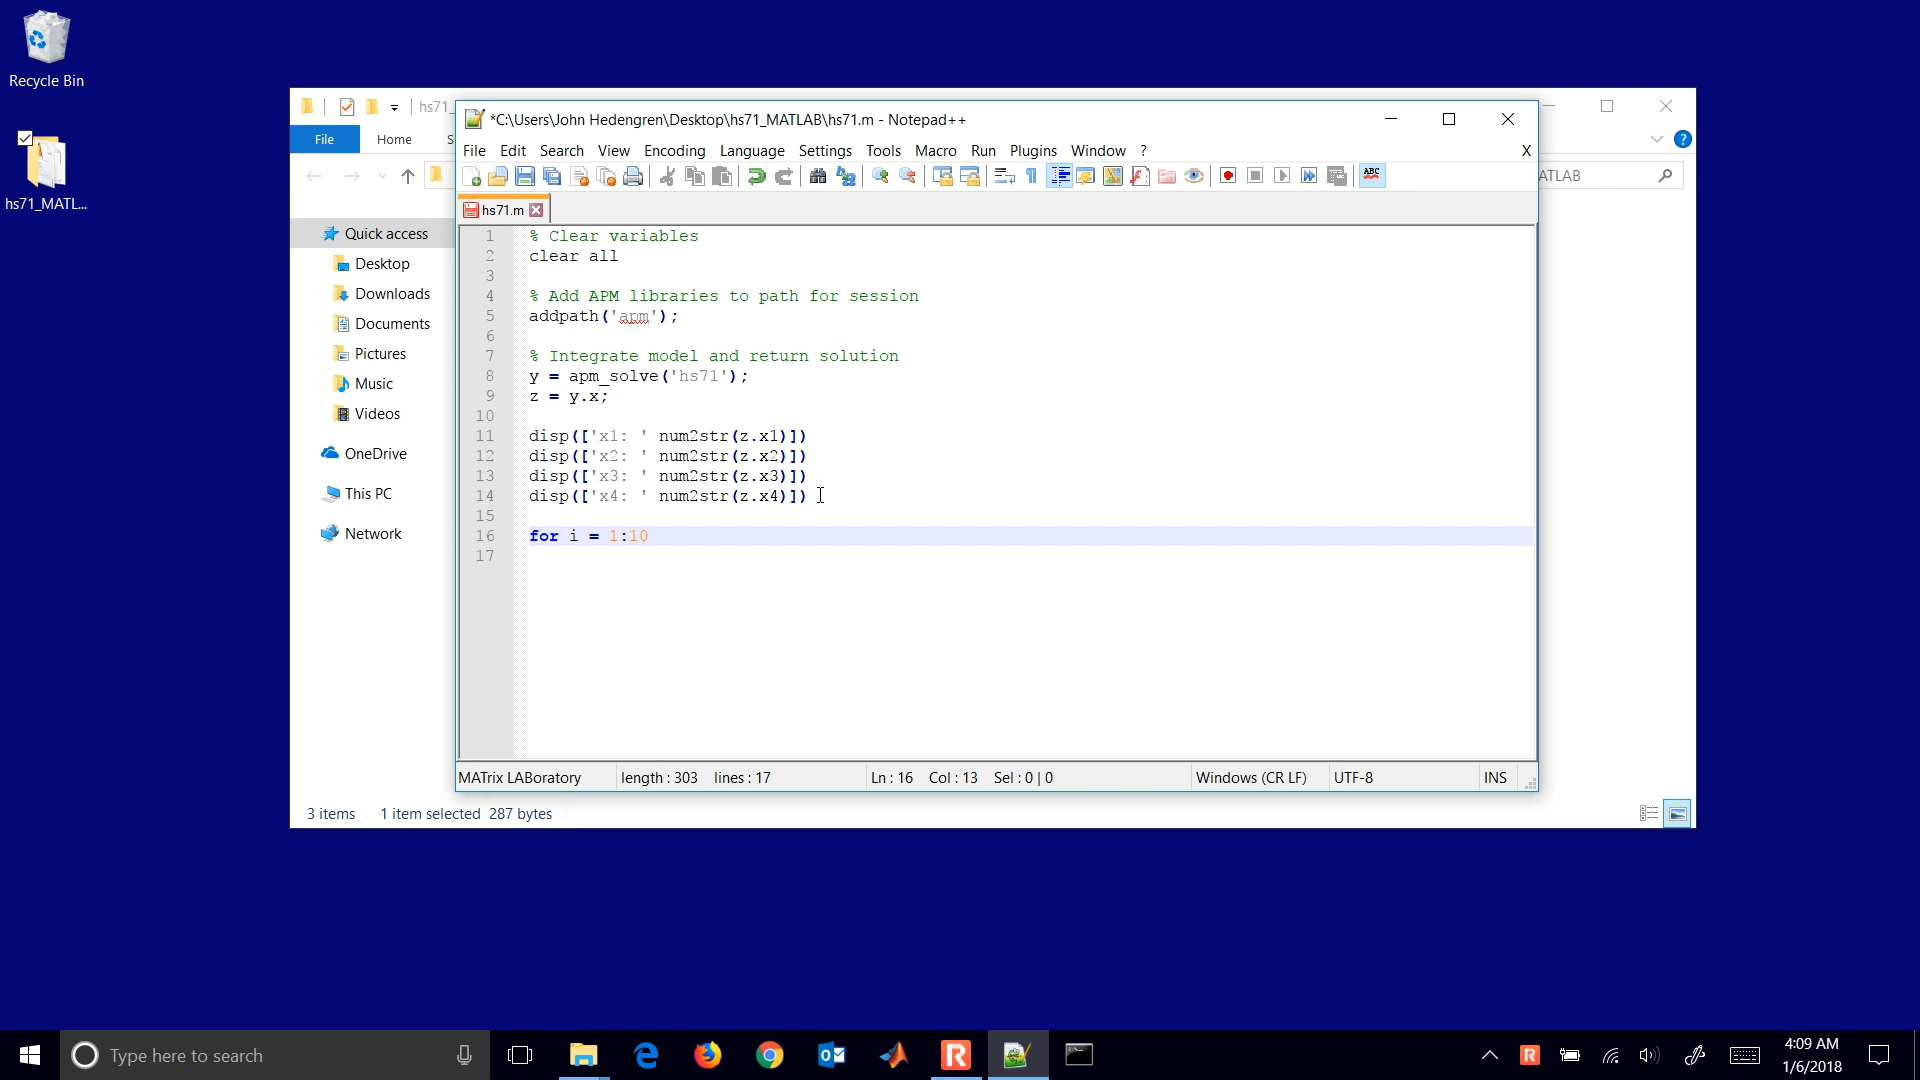 Recycle Bin
hs71_MATL...
hs71_
*C:\Users\John Hedengren\Desktop\hs71_MATLAB\hs71.m - Notepad++
File Home S
File Edit Search View Encoding Language Settings Tools Macro Run Plugins Window ? X
ABC
ATLAB
hs71.m
Quick access
Desktop
Downloads
Documents
Pictures
Music
Videos
OneDrive
This PC
Network
1 % Clear variables
2 clear all
3
4 % Add APM libraries to path for session
5 addpath('apm');
6
7 % Integrate model and return solution
8 y = apm_solve('hs71');
9 z = y.x;
10
11 disp(['x1: ' num2str(z.x1)])
12 disp(['x2: ' num2str(z.x2)])
13 disp(['x3: ' num2str(z.x3)])
14 disp(['x4: ' num2str(z.x4)])
15
16 for i = 1:10
17
MATrix LABoratory length : 303 lines : 17 Ln : 16 Col : 13 Sel : 0 | 0 Windows (CR LF) UTF-8 INS
3 items 1 item selected 287 bytes
Type here to search
4:09 AM
1/6/2018